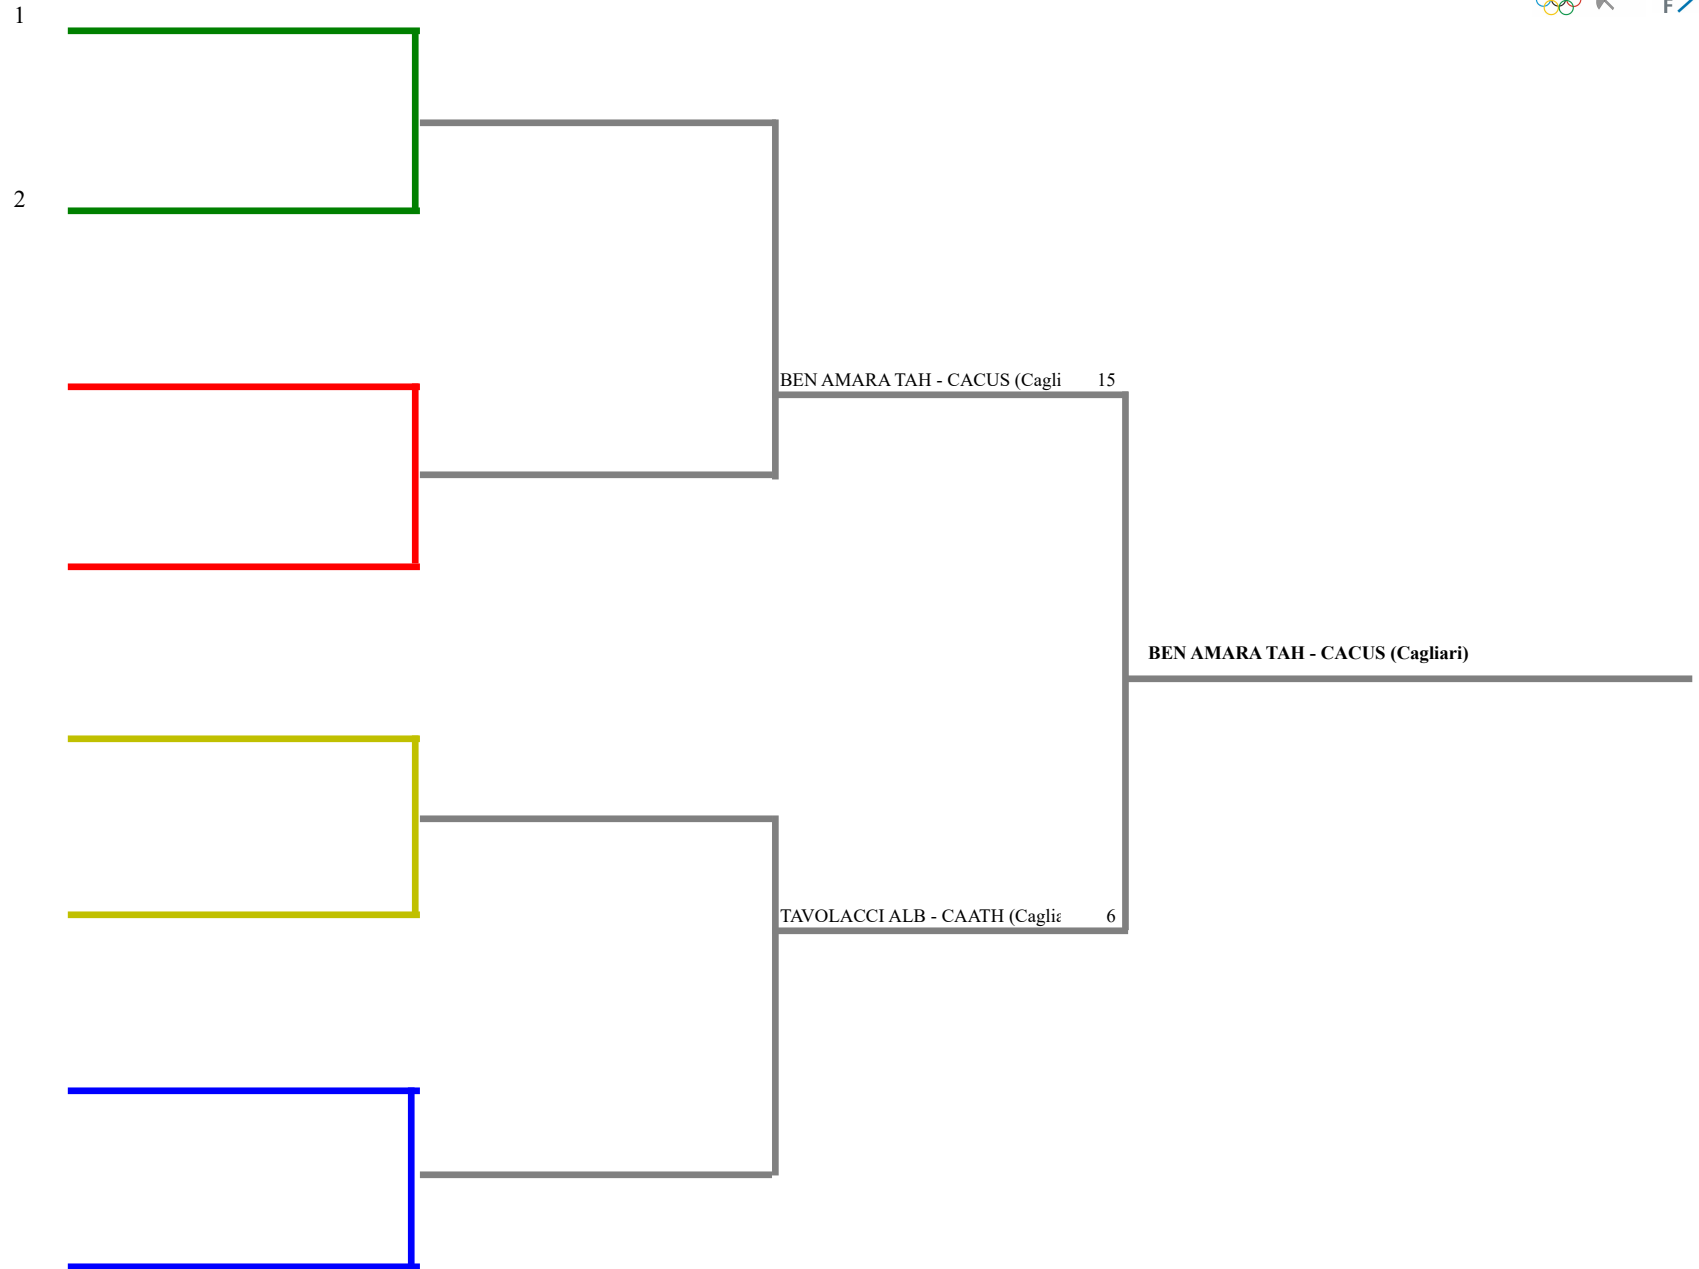 1
F
2
BEN AMARA TAH - CACUS (Cagli 15
BEN AMARA TAH - CACUS (Cagliari)
TAVOLACCI ALB - CAATH (Caglia 6